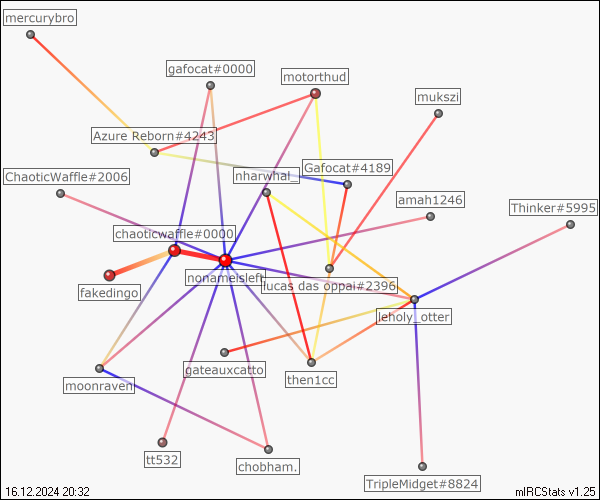 mercurybro
gafocat#0000
motorthud
mukszi
Azure Reborn#4243
Gafocat#4189
ChaoticWaffle#2006
nharwhal_
amah1246
Thinker#5995
chaoticwaffle#0000
nonameisleft
fakedingo
lucas das oppai#2396
leholy_otter
gateauxcatto
then1cc
moonraven
tt532
chobham.
TripleMidget#8824
16.12.2024 20:32
mIRCStats v1.25